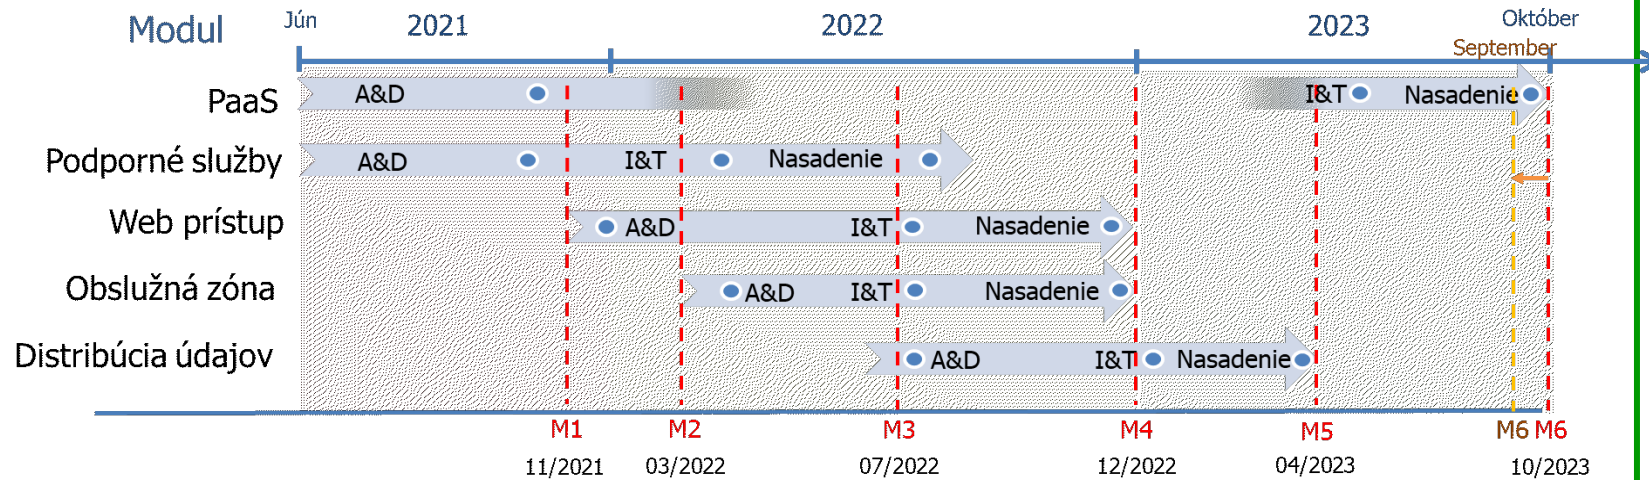 Modul Jún 2021 2022 2023 Október
September
PaaS A&D I&T Nasadenie
Podporné služby A&D I&T Nasadenie
Web prístup A&D I&T Nasadenie
Obslužná zóna A&D I&T Nasadenie
Distribúcia údajov A&D I&T Nasadenie
M1 M2 M3 M4 M5 M6 M6
11/2021 03/2022 07/2022 12/2022 04/2023 10/2023